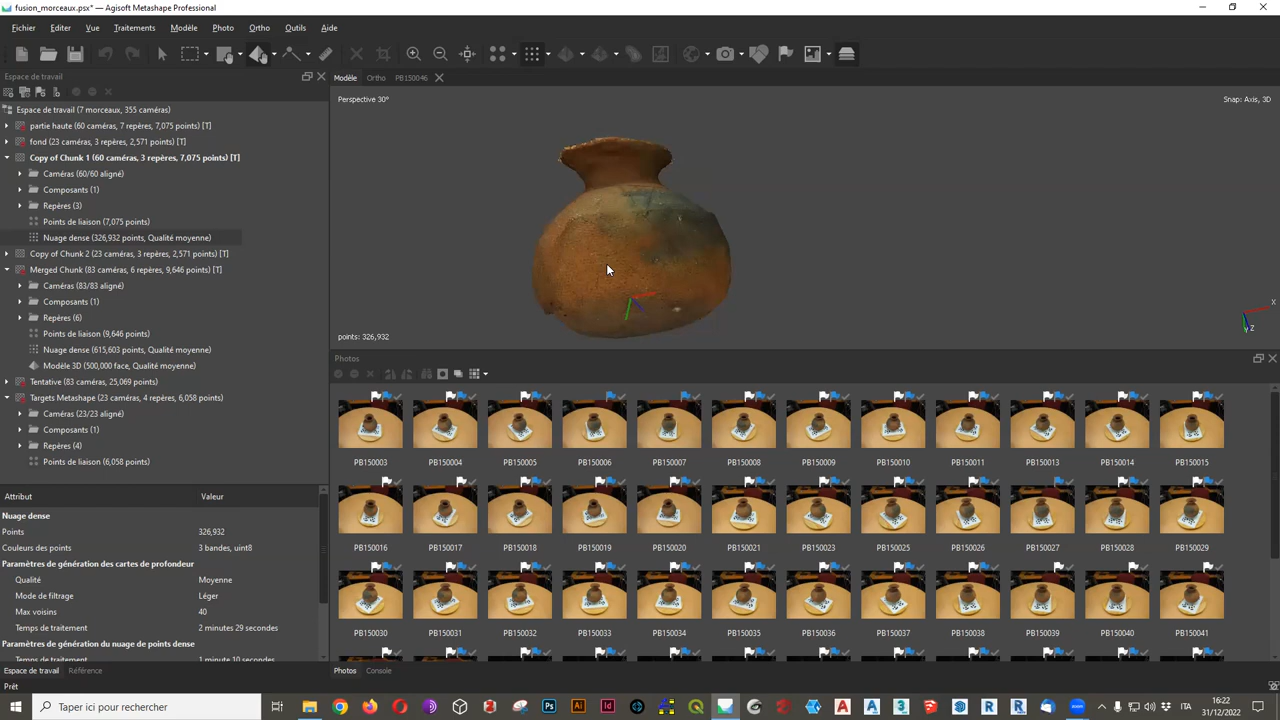 fusion_morceaux.psx* — Agisoft Metashape Professional
Fichier Editer Vue Traitements Modèle Photo Ortho Outils Aide
Espace de travail
Modèle Ortho PB150046
Perspective 30°
Snap: Axis, 3D
Espace de travail (7 morceaux, 355 caméras)
partie haute (60 caméras, 7 repères, 7,075 points) [T]
fond (23 caméras, 3 repères, 2,571 points) [T]
Copy of Chunk 1 (60 caméras, 3 repères, 7,075 points) [T]
Caméras (60/60 aligné)
Composants (1)
Repères (3)
Points de liaison (7,075 points)
Nuage dense (326,932 points, Qualité moyenne)
Copy of Chunk 2 (23 caméras, 3 repères, 2,571 points) [T]
Merged Chunk (83 caméras, 6 repères, 9,646 points) [T]
Caméras (83/83 aligné)
Composants (1)
Repères (6)
Points de liaison (9,646 points)
Nuage dense (615,603 points, Qualité moyenne)
Modèle 3D (500,000 face, Qualité moyenne)
Tentative (83 caméras, 25,069 points)
Targets Metashape (23 caméras, 4 repères, 6,058 points)
Caméras (23/23 aligné)
Composants (1)
Repères (4)
Points de liaison (6,058 points)
points: 326,932
X
Z
Photos
PB150003 PB150004 PB150005 PB150006 PB150007 PB150008 PB150009 PB150010 PB150011 PB150013 PB150014 PB150015
PB150016 PB150017 PB150018 PB150019 PB150020 PB150021 PB150023 PB150025 PB150026 PB150027 PB150028 PB150029
PB150030 PB150031 PB150032 PB150033 PB150034 PB150035 PB150036 PB150037 PB150038 PB150039 PB150040 PB150041
Attribut Valeur
Nuage dense
Points 326,932
Couleurs des points 3 bandes, uint8
Paramètres de génération des cartes de profondeur
Qualité Moyenne
Mode de filtrage Léger
Max voisins 40
Temps de traitement 2 minutes 29 secondes
Paramètres de génération du nuage de points dense
Temps de traitement 1 minute 10 secondes
Espace de travail Référence
Photos Console
Prêt
Taper ici pour rechercher
ITA
16:22
31/12/2022